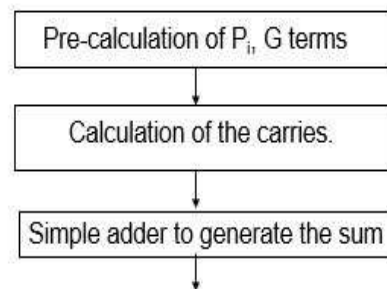 Pre-calculation of Pᵢ, G terms
Calculation of the carries.
Simple adder to generate the sum